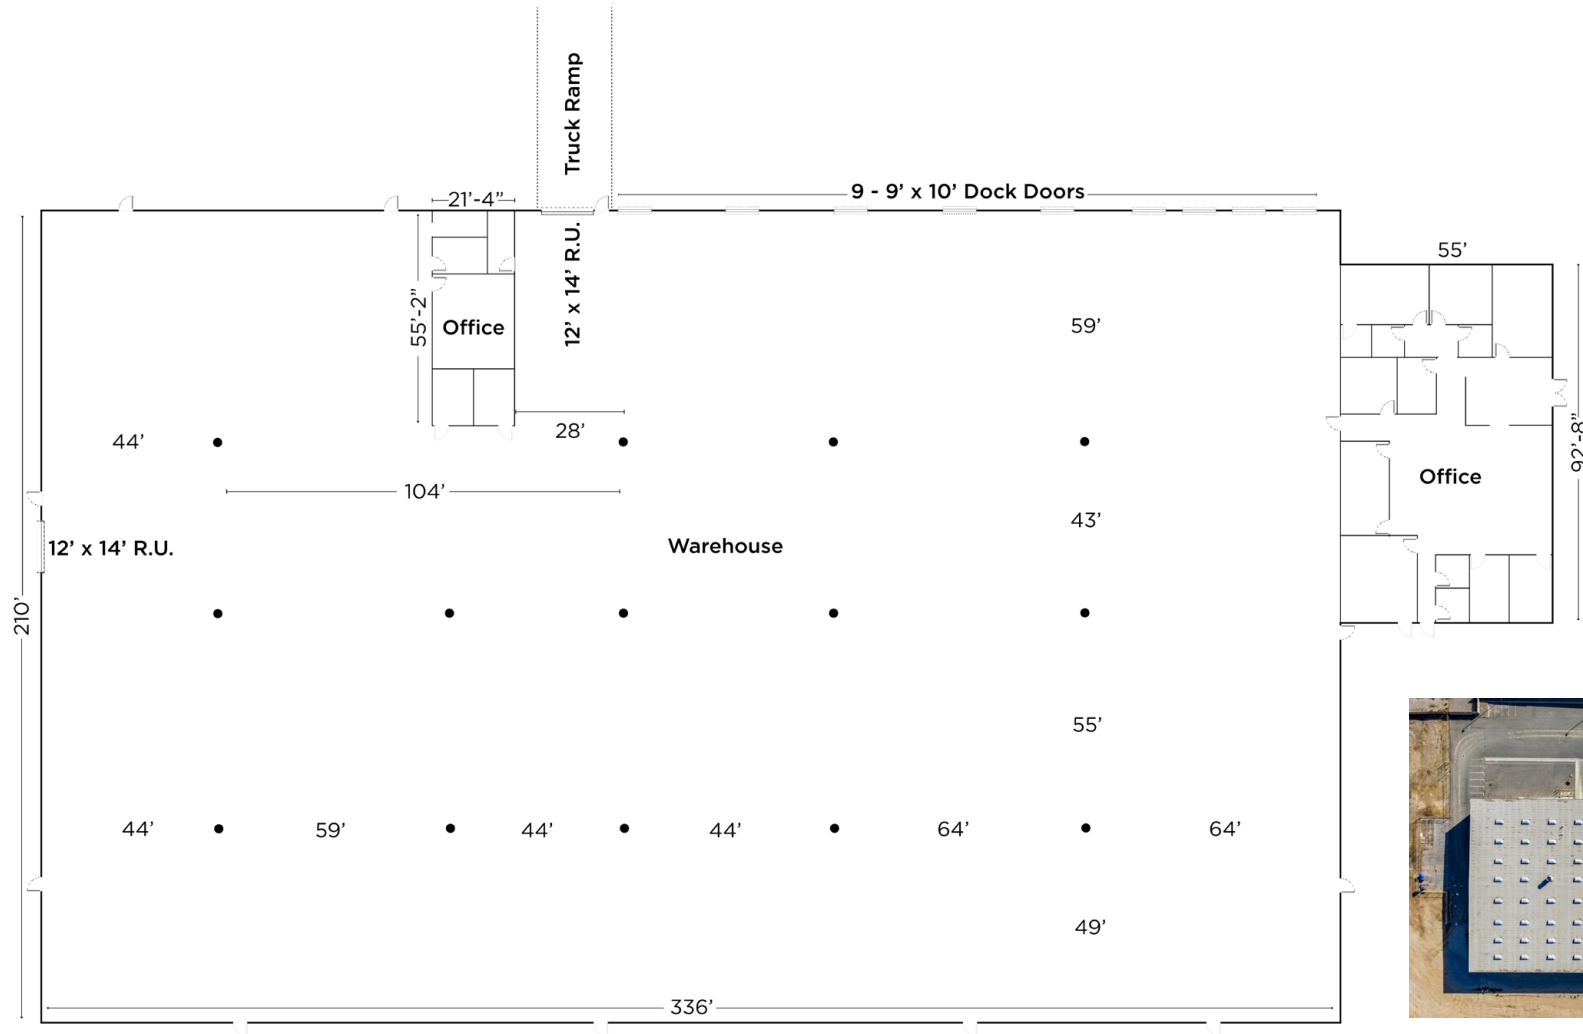 Truck Ramp
9 - 9’ x 10’ Dock Doors
21’-4”
12’ x 14’ R.U.
55’
55’-2”
Office
59’
44’
28’
92’-8”
104’
Office
43’
12’ x 14’ R.U.
Warehouse
210’
55’
44’
59’
44’
44’
64’
64’
49’
336’